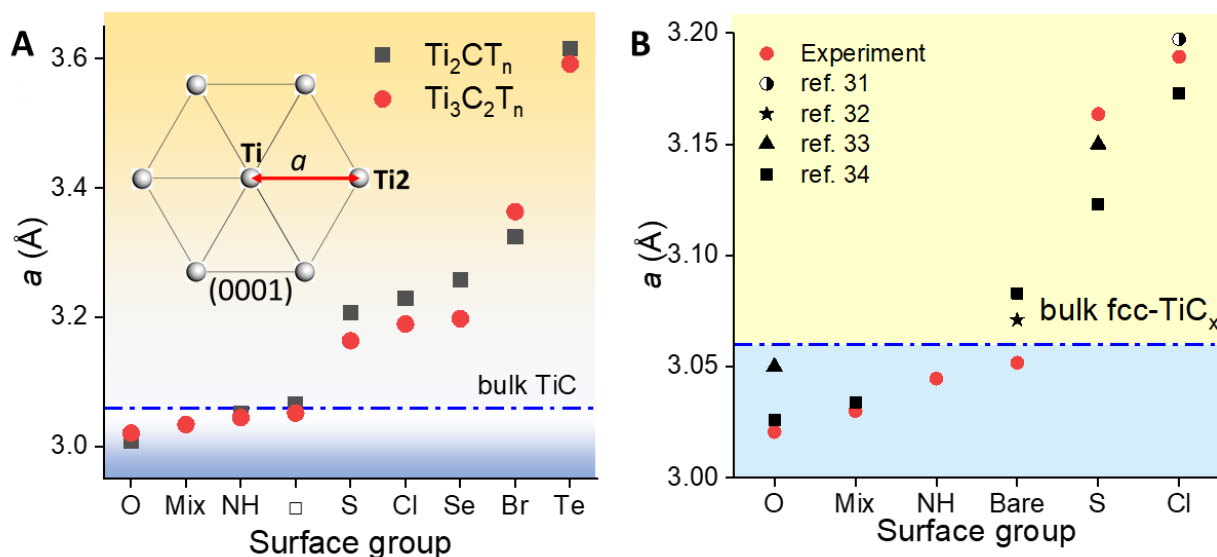 A
3.6
3.4
3.2
3.0
a (Å)
Ti₂CTₙ
Ti₃C₂Tₙ
Ti
a
Ti2
(0001)
bulk TiC
O Mix NH □ S Cl Se Br Te
Surface group
B
3.20
3.15
3.10
3.05
3.00
a (Å)
Experiment
ref. 31
ref. 32
ref. 33
ref. 34
bulk fcc-TiCₓ
O Mix NH Bare S Cl
Surface group